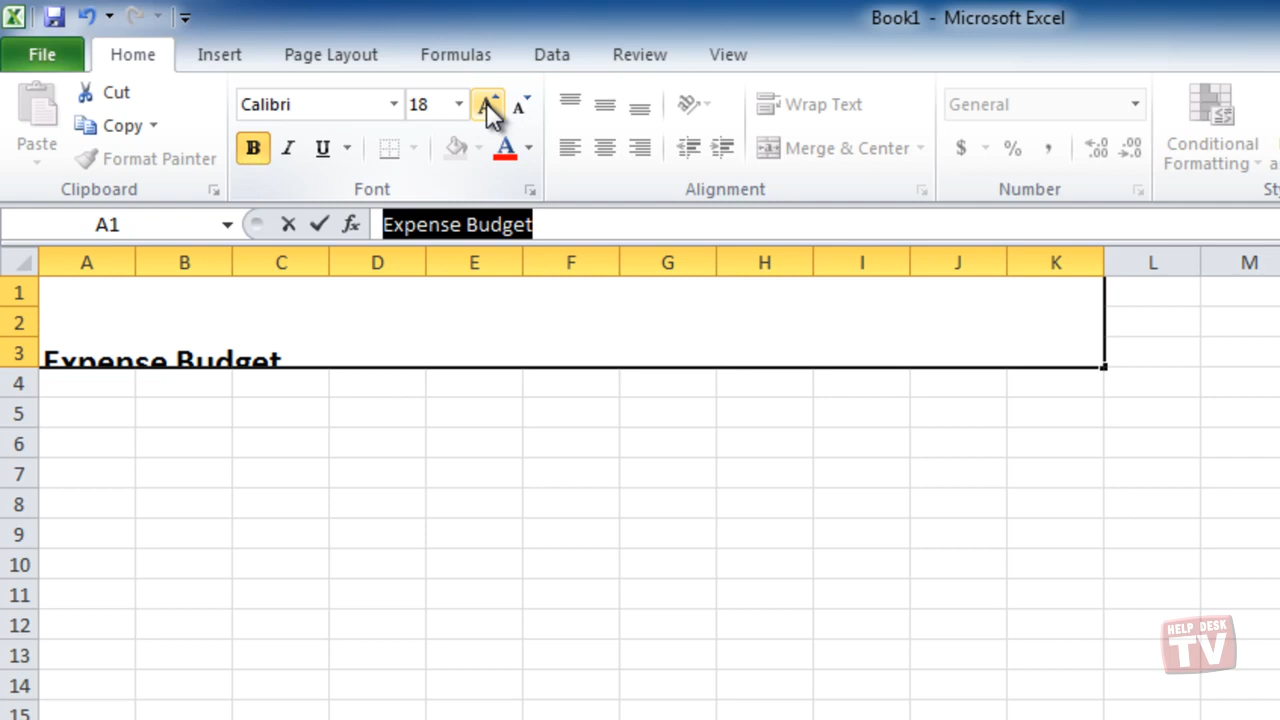 Book1 - Microsoft Excel
File Home Insert Page Layout Formulas Data Review View
Paste
Cut
Copy
Format Painter
Clipboard
Calibri 18 A A
B I U A
Font
Wrap Text
Merge & Center
Alignment
General
$ % ,
Number
Conditional
Formatting
A1 fx Expense Budget
A B C D E F G H I J K L M
1
2
3 Expense Budget
4
5
6
7
8
9
10
11
12
13
14
15
HELP DESK
TV